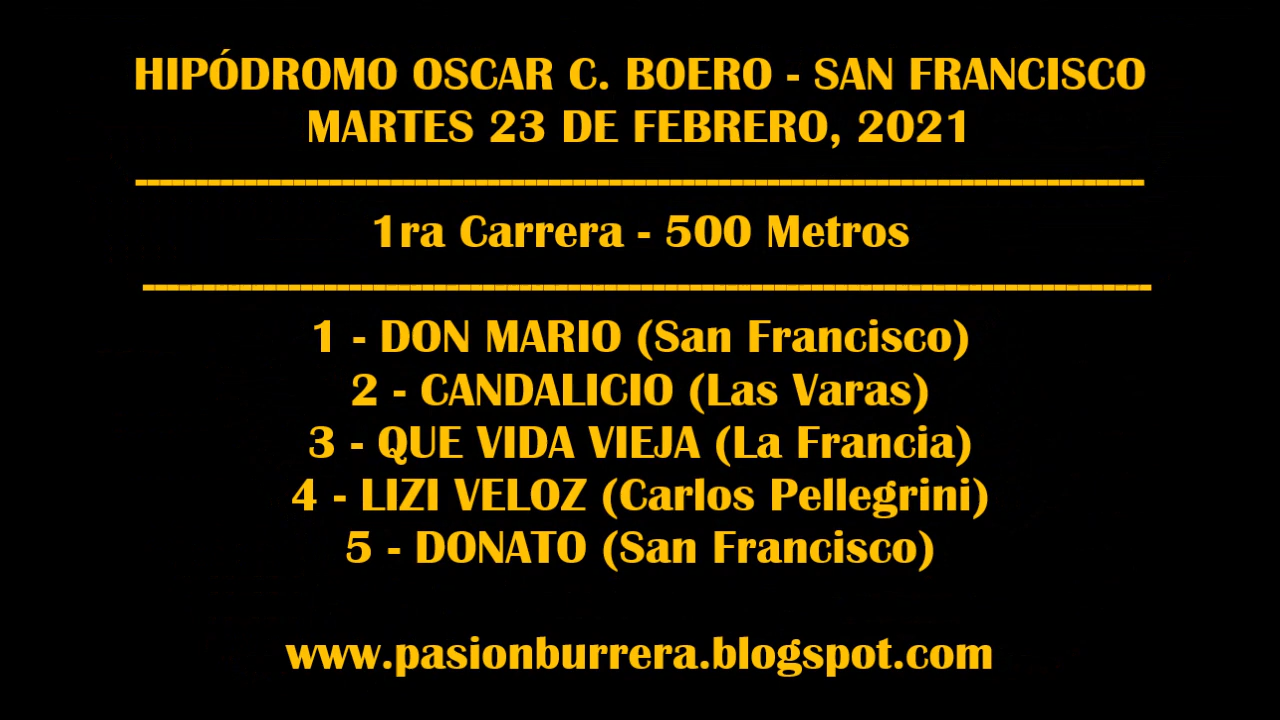 HIPÓDROMO OSCAR C. BOERO - SAN FRANCISCO
MARTES 23 DE FEBRERO, 2021
1ra Carrera - 500 Metros
1 - DON MARIO (San Francisco)
2 - CANDALICIO (Las Varas)
3 - QUE VIDA VIEJA (La Francia)
4 - LIZI VELOZ (Carlos Pellegrini)
5 - DONATO (San Francisco)
www.pasionburrera.blogspot.com